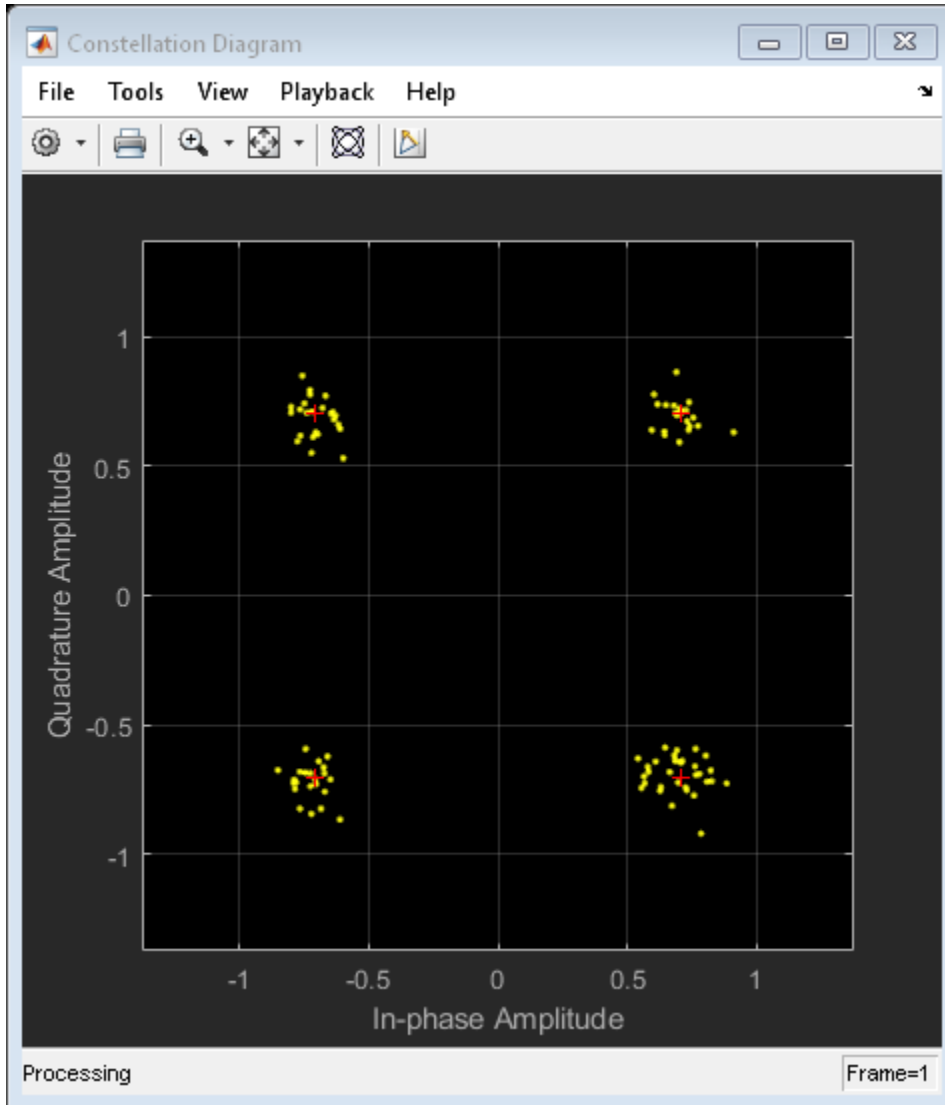 Constellation Diagram
File Tools View Playback Help
Quadrature Amplitude
1
0.5
0
-0.5
-1
-1 -0.5 0 0.5 1
In-phase Amplitude
Processing Frame=1